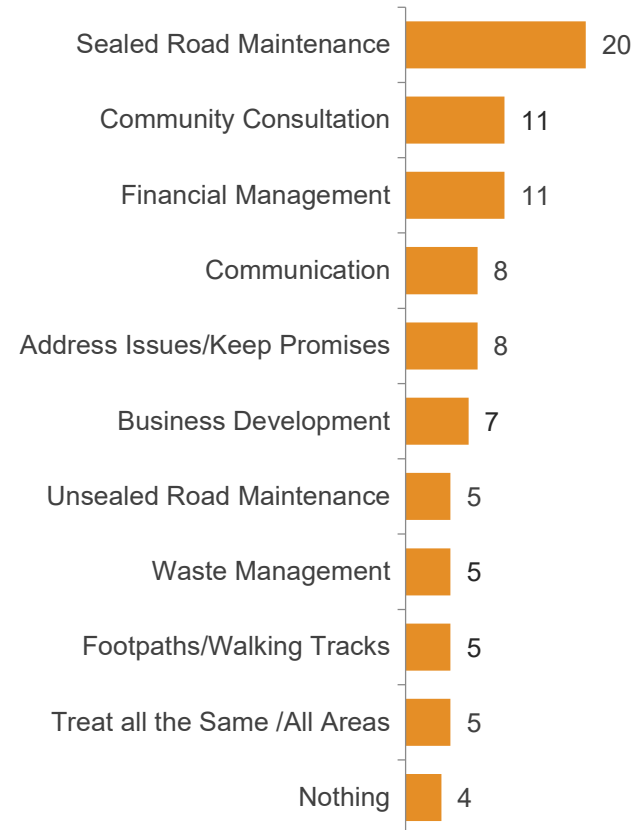 Sealed Road Maintenance 20
Community Consultation 11
Financial Management 11
Communication 8
Address Issues/Keep Promises 8
Business Development 7
Unsealed Road Maintenance 5
Waste Management 5
Footpaths/Walking Tracks 5
Treat all the Same /All Areas 5
Nothing 4